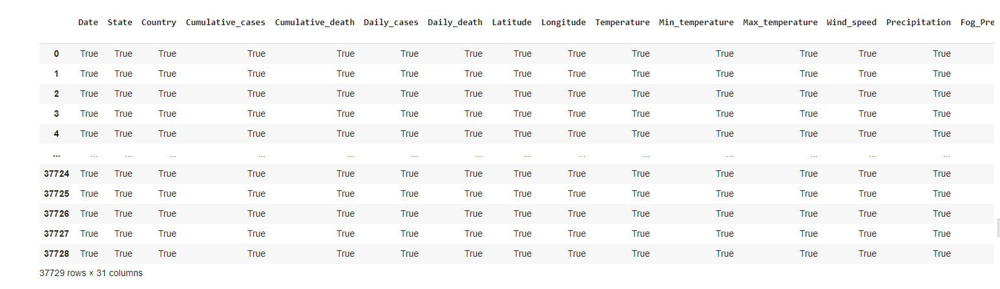 Date State Country Cumulative_cases Cumulative_death Daily_cases Daily_death Latitude Longitude Temperature Min_temperature Max_temperature Wind_speed Precipitation Fog_Pre
0 True True True True True True True True True True True True True True
1 True True True True True True True True True True True True True True
2 True True True True True True True True True True True True True True
3 True True True True True True True True True True True True True True
4 True True True True True True True True True True True True True True
... ... ... ... ... ... ... ... ... ... ... ... ... ... ...
37724 True True True True True True True True True True True True True True
37725 True True True True True True True True True True True True True True
37726 True True True True True True True True True True True True True True
37727 True True True True True True True True True True True True True True
37728 True True True True True True True True True True True True True True
37729 rows × 31 columns